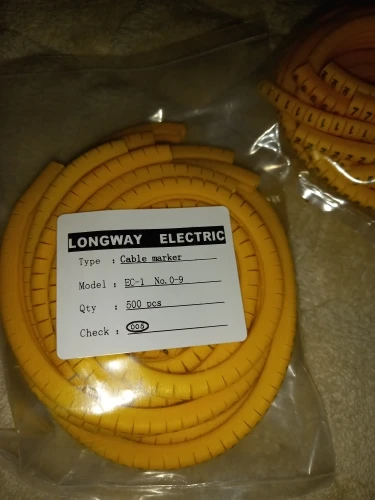 LONGWAY ELECTRIC
Type : Cable marker
Model : EC-1 No.0-9
Qty : 500 pcs
Check : 005